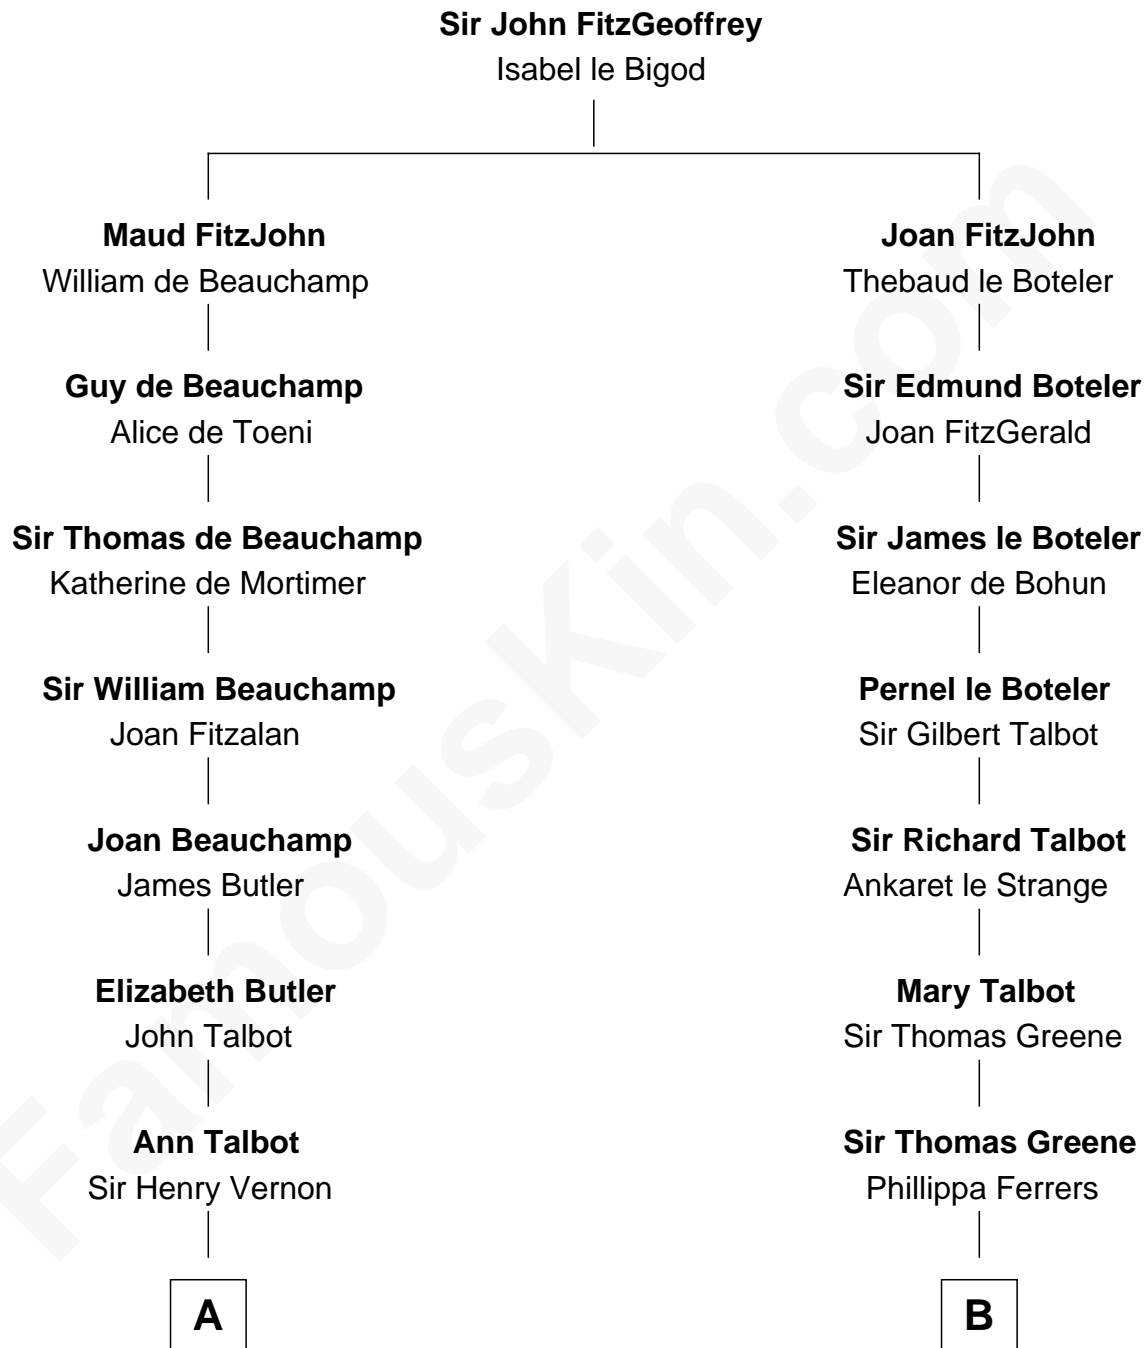 Sir John FitzGeoffrey
Isabel le Bigod
Maud FitzJohn
William de Beauchamp
Guy de Beauchamp
Alice de Toeni
Sir Thomas de Beauchamp
Katherine de Mortimer
Sir William Beauchamp
Joan Fitzalan
Joan Beauchamp
James Butler
Elizabeth Butler
John Talbot
Ann Talbot
Sir Henry Vernon
A
Joan FitzJohn
Thebaud le Boteler
Sir Edmund Boteler
Joan FitzGerald
Sir James le Boteler
Eleanor de Bohun
Pernel le Boteler
Sir Gilbert Talbot
Sir Richard Talbot
Ankaret le Strange
Mary Talbot
Sir Thomas Greene
Sir Thomas Greene
Phillippa Ferrers
B
FamousKin.com